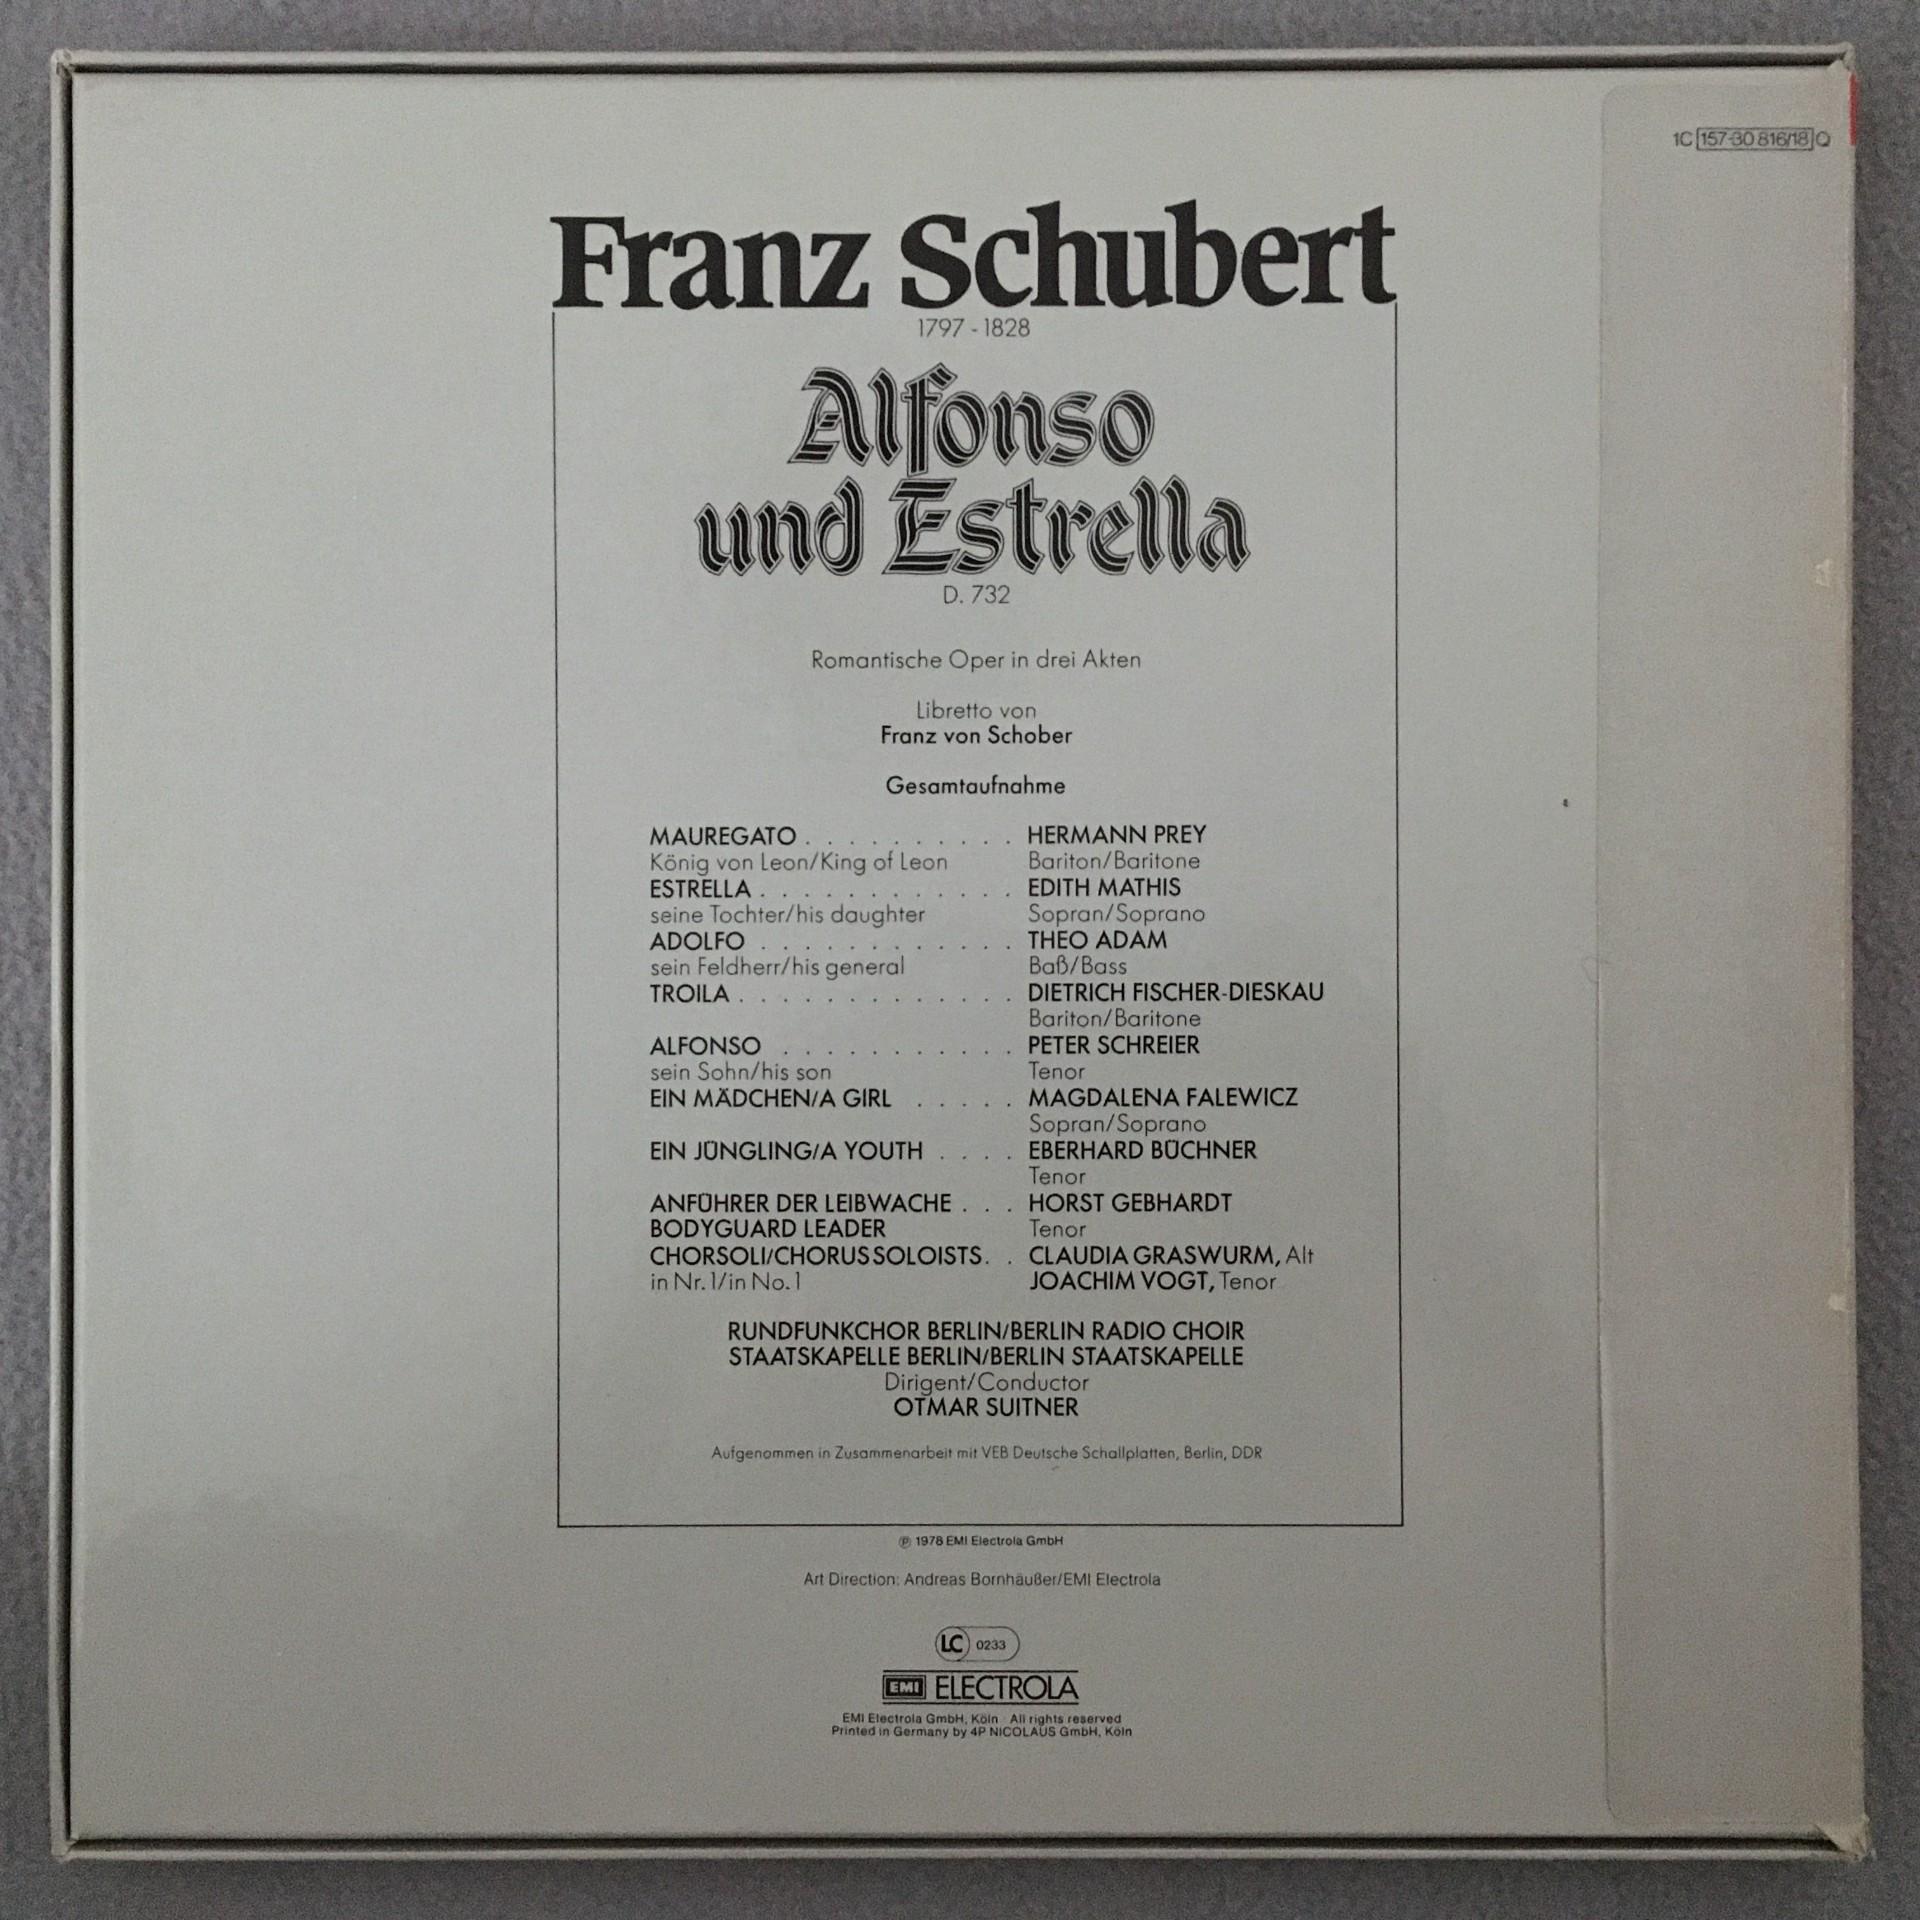 1C 157-30 816/18 Q
Franz Schubert
1797 - 1828
Alfonso
und Estrella
D. 732
Romantische Oper in drei Akten
Libretto von
Franz von Schober
Gesamtaufnahme
MAUREGATO . . . . . . . . . . HERMANN PREY
König von Leon/King of Leon Bariton/Baritone
ESTRELLA . . . . . . . . . . . . EDITH MATHIS
seine Tochter/his daughter Sopran/Soprano
ADOLFO . . . . . . . . . . . . THEO ADAM
sein Feldherr/his general Baß/Bass
TROILA . . . . . . . . . . . . . DIETRICH FISCHER-DIESKAU
Bariton/Baritone
ALFONSO . . . . . . . . . . . PETER SCHREIER
sein Sohn/his son Tenor
EIN MÄDCHEN/A GIRL . . . . . MAGDALENA FALEWICZ
Sopran/Soprano
EIN JÜNGLING/A YOUTH . . . . EBERHARD BÜCHNER
Tenor
ANFÜHRER DER LEIBWACHE . . . HORST GEBHARDT
BODYGUARD LEADER Tenor
CHORSOLI/CHORUS SOLOISTS. . CLAUDIA GRASWURM, Alt
in Nr. 1/in No. 1 JOACHIM VOGT, Tenor
RUNDFUNKCHOR BERLIN/BERLIN RADIO CHOIR
STAATSKAPELLE BERLIN/BERLIN STAATSKAPELLE
Dirigent/Conductor
OTMAR SUITNER
Aufgenommen in Zusammenarbeit mit VEB Deutsche Schallplatten, Berlin, DDR
℗ 1978 EMI Electrola GmbH
Art Direction: Andreas Bornhäußer/EMI Electrola
LC 0233
EMI ELECTROLA
EMI Electrola GmbH, Köln · All rights reserved
Printed in Germany by 4P NICOLAUS GmbH, Köln